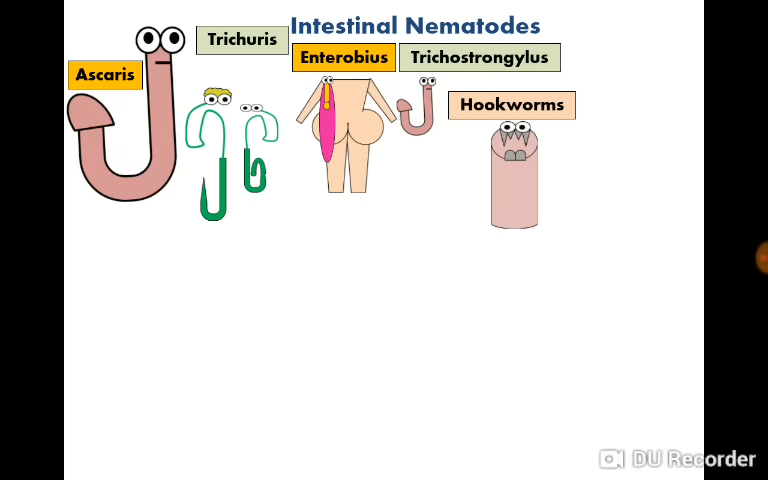 Intestinal Nematodes
Trichuris
Enterobius
Trichostrongylus
Ascaris
Hookworms
DU Recorder